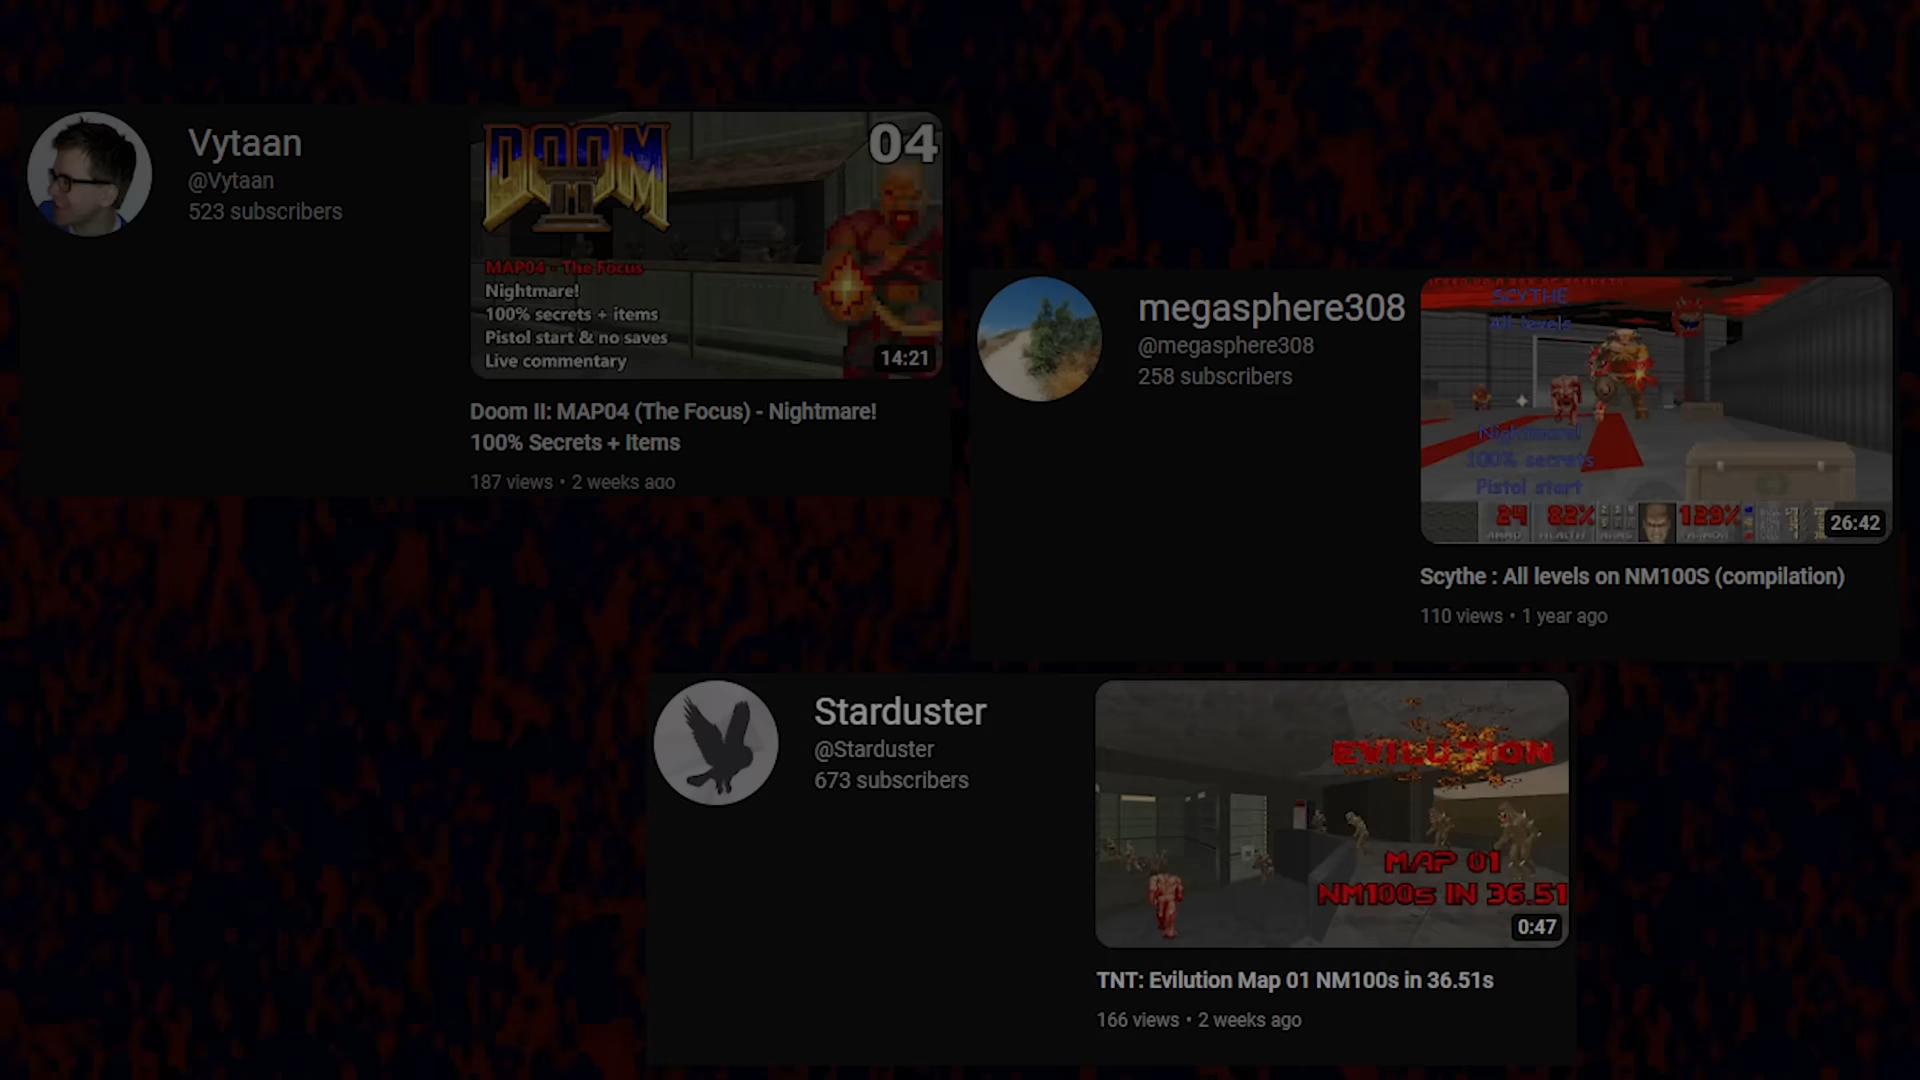 Vytaan
@Vytaan
523 subscribers
DOOM
II
04
MAP04 - The Focus
Nightmare!
100% secrets + items
Pistol start & no saves
Live commentary
14:21
Doom II: MAP04 (The Focus) - Nightmare!
100% Secrets + Items
187 views • 2 weeks ago
megasphere308
@megasphere308
258 subscribers
SCYTHE
All levels
Nightmare!
100% secrets
Pistol start
24 82% 129%
AMMO HEALTH ARMS ARMOR
26:42
Scythe : All levels on NM100S (compilation)
110 views • 1 year ago
Starduster
@Starduster
673 subscribers
EVILUTION
MAP 01
NM100s IN 36.51
0:47
TNT: Evilution Map 01 NM100s in 36.51s
166 views • 2 weeks ago